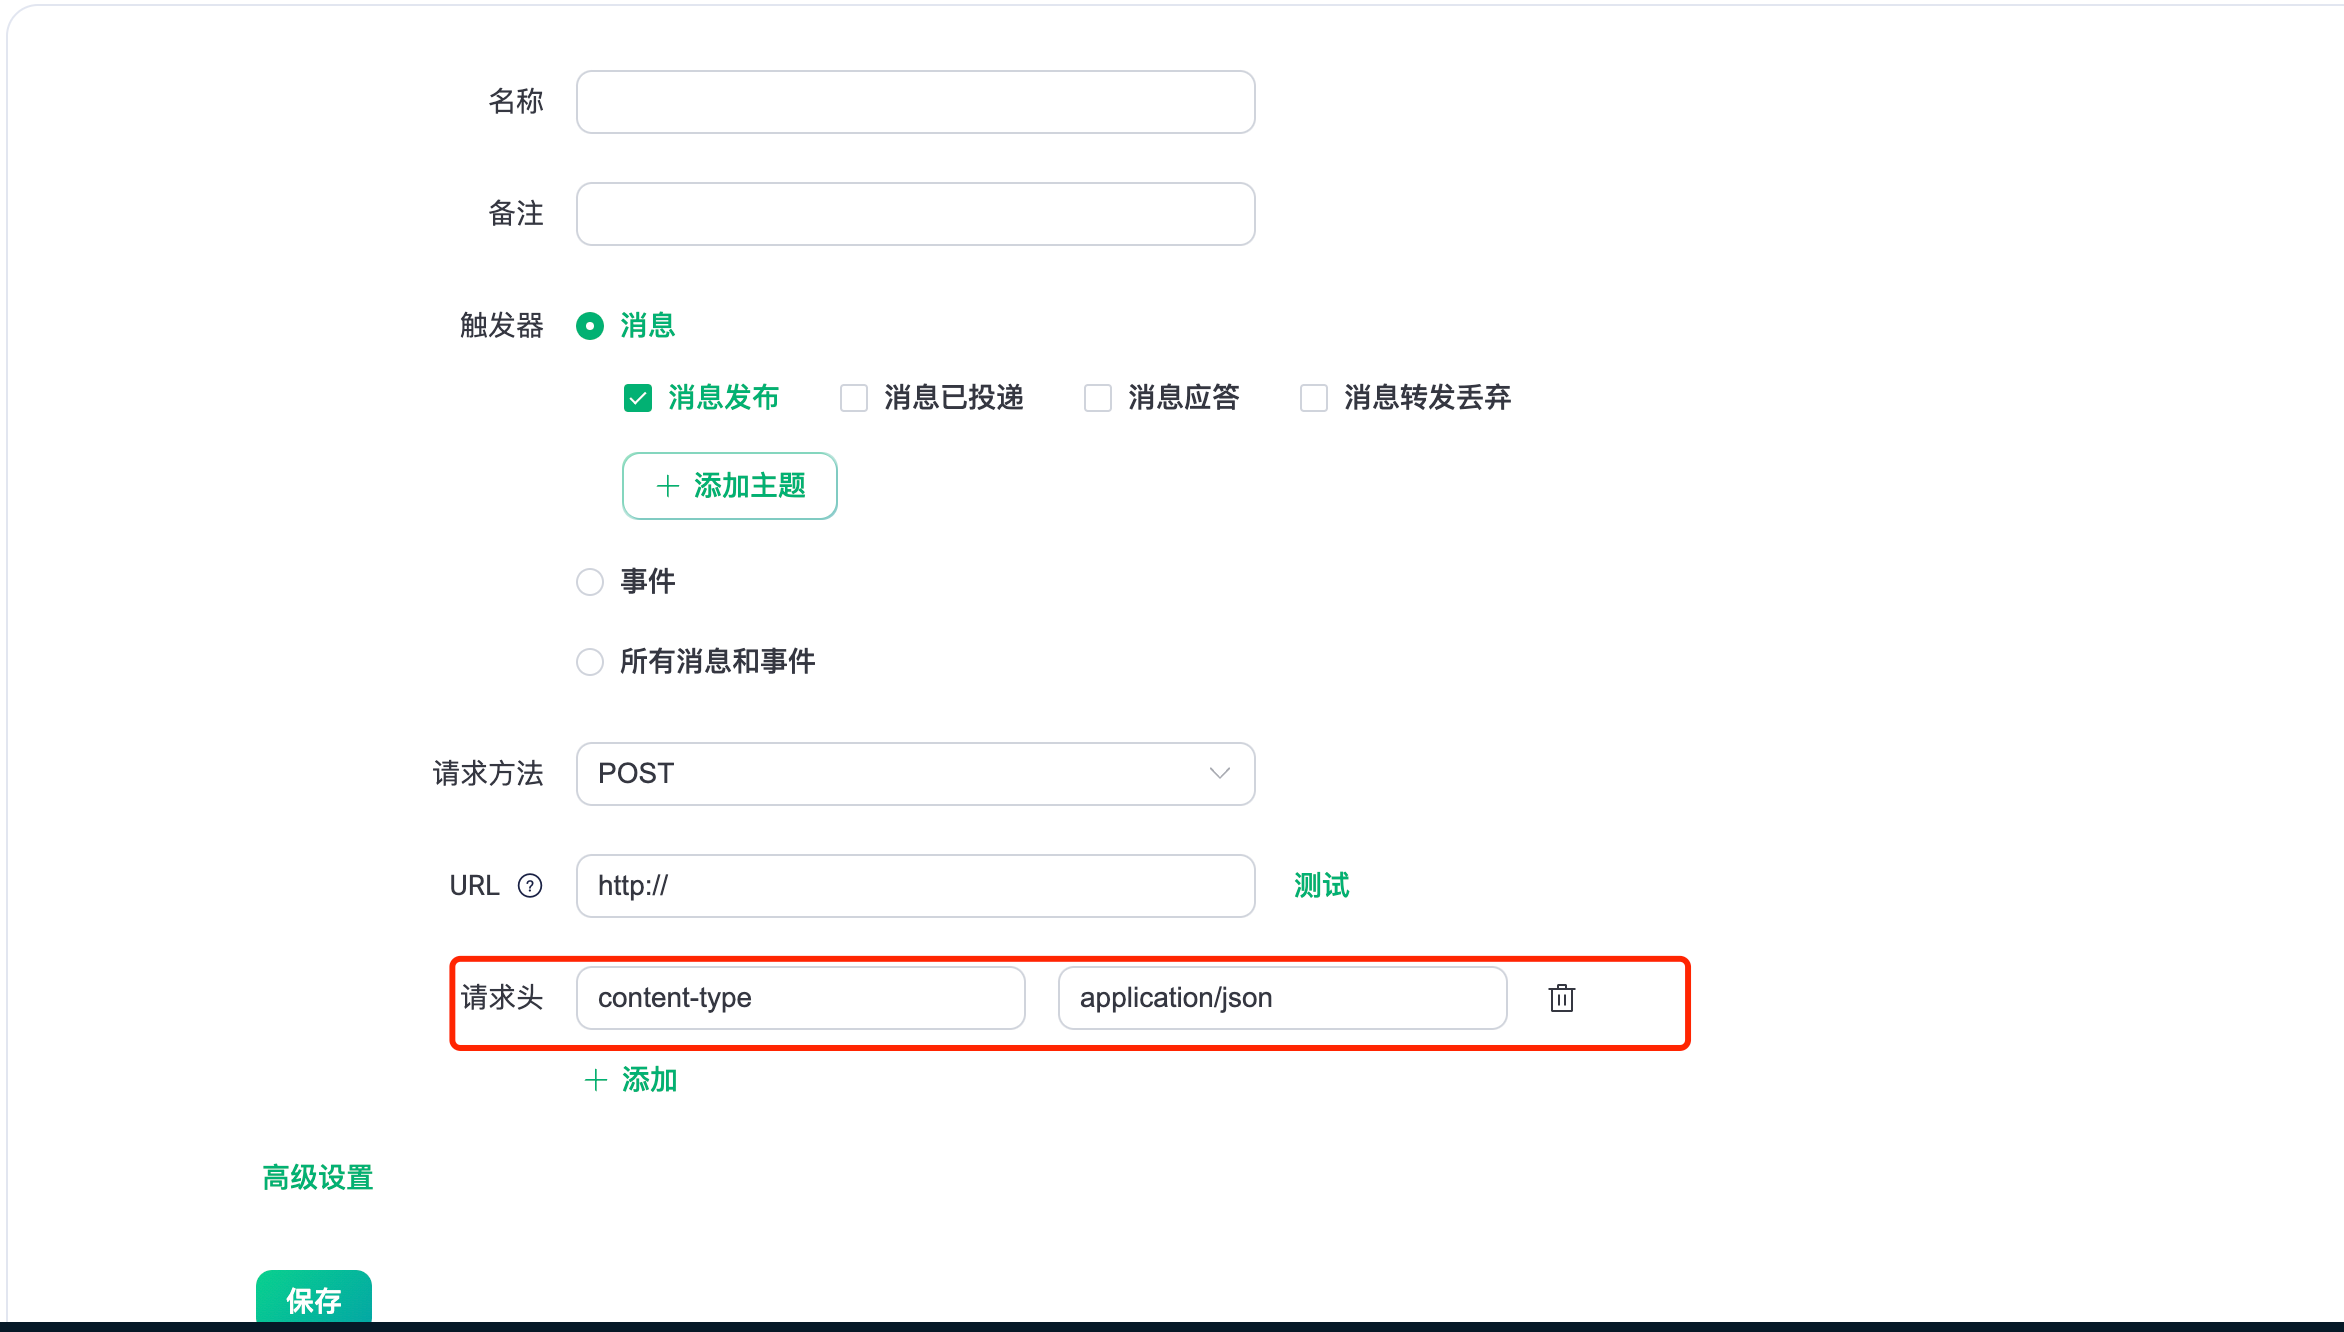 名称
备注
触发器 消息
消息发布 消息已投递 消息应答 消息转发丢弃
添加主题
事件
所有消息和事件
请求方法 POST
URL ? http:// 测试
请求头 content-type application/json
添加
高级设置
保存